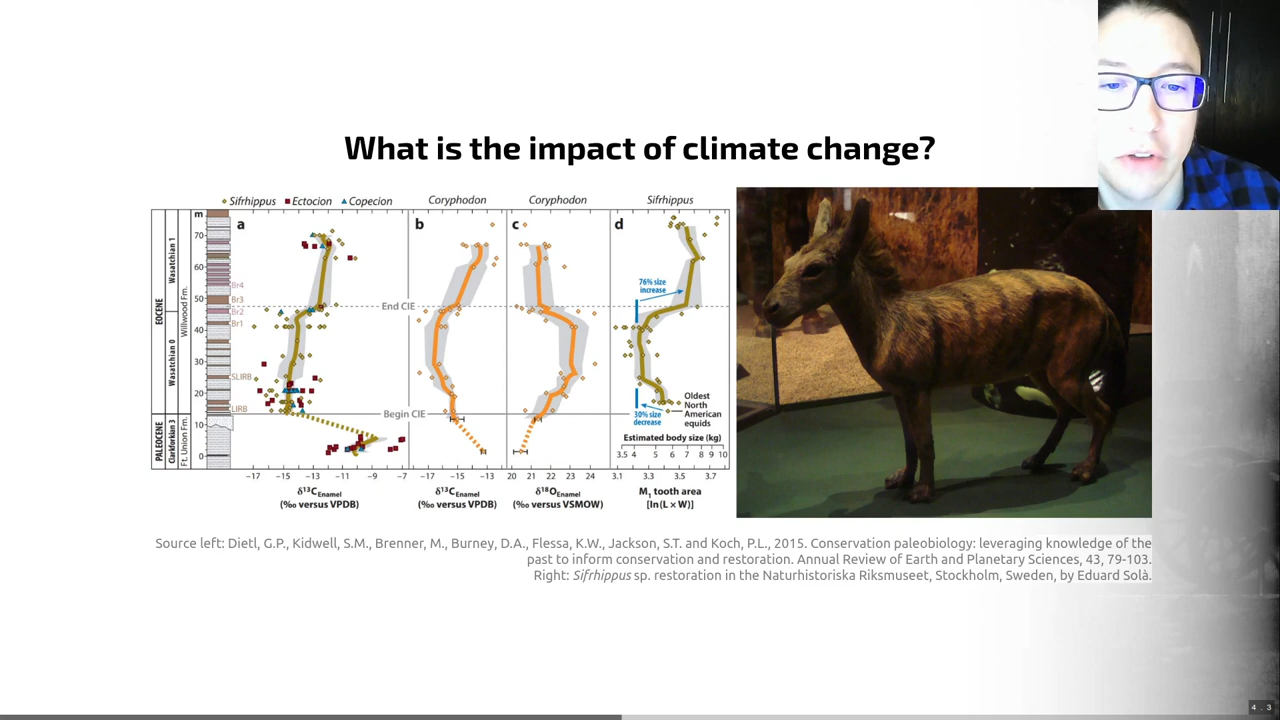 What is the impact of climate change?
Sifrhippus Ectocion Copecion
Coryphodon
Coryphodon
Sifrhippus
m
a
b
c
d
70
60
50
40
30
20
10
0
EOCENE
PALEOCENE
Wasatchian 1
Wasatchian 0
Clarkforkian 3
Willwood Fm.
Ft. Union Fm.
Br4
Br3
Br2
Br1
SLIRB
LIRB
End CIE
Begin CIE
76% size
increase
30% size
decrease
Oldest
North
American
equids
Estimated body size (kg)
3.5 4 5 6 7 8 9 10
−17 −15 −13 −11 −9 −7
−17 −15 −13
20 21 22 23 24
3.1 3.3 3.5 3.7
δ13CEnamel
(‰ versus VPDB)
δ13CEnamel
(‰ versus VPDB)
δ18OEnamel
(‰ versus VSMOW)
M1 tooth area
[ln(L × W)]
Source left: Dietl, G.P., Kidwell, S.M., Brenner, M., Burney, D.A., Flessa, K.W., Jackson, S.T. and Koch, P.L., 2015. Conservation paleobiology: leveraging knowledge of the
past to inform conservation and restoration. Annual Review of Earth and Planetary Sciences, 43, 79-103.
Right: Sifrhippus sp. restoration in the Naturhistoriska Riksmuseet, Stockholm, Sweden, by Eduard Solà.
4.3